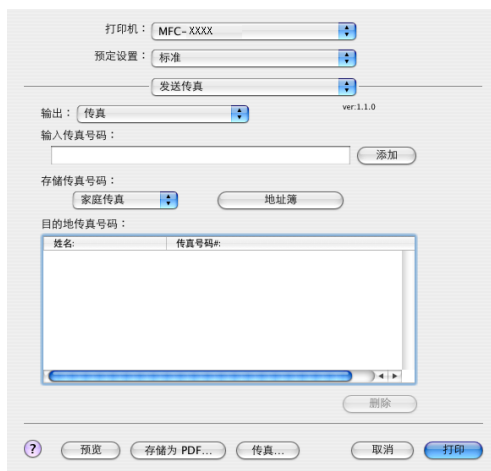 打印机： MFC-XXXX
预定设置： 标准
发送传真
输出： 传真 ver:1.1.0
输入传真号码：
添加
存储传真号码：
家庭传真 地址簿
目的地传真号码：
姓名: 传真号码#:
删除
? 预览 存储为 PDF... 传真... 取消 打印